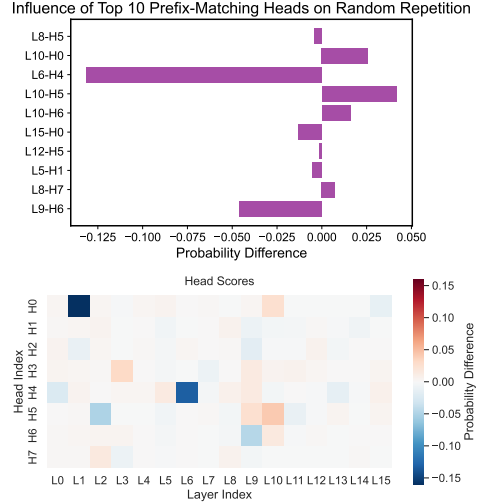 Influence of Top 10 Prefix-Matching Heads on Random Repetition
L8-H5
L10-H0
L6-H4
L10-H5
L10-H6
L15-H0
L12-H5
L5-H1
L8-H7
L9-H6
−0.125 −0.100 −0.075 −0.050 −0.025 0.000 0.025 0.050
Probability Difference
Head Scores
Head Index
H0
H1
H2
H3
H4
H5
H6
H7
L0 L1 L2 L3 L4 L5 L6 L7 L8 L9 L10 L11 L12 L13 L14 L15
Layer Index
0.15
0.10
0.05
0.00
−0.05
−0.10
−0.15
Probability Difference